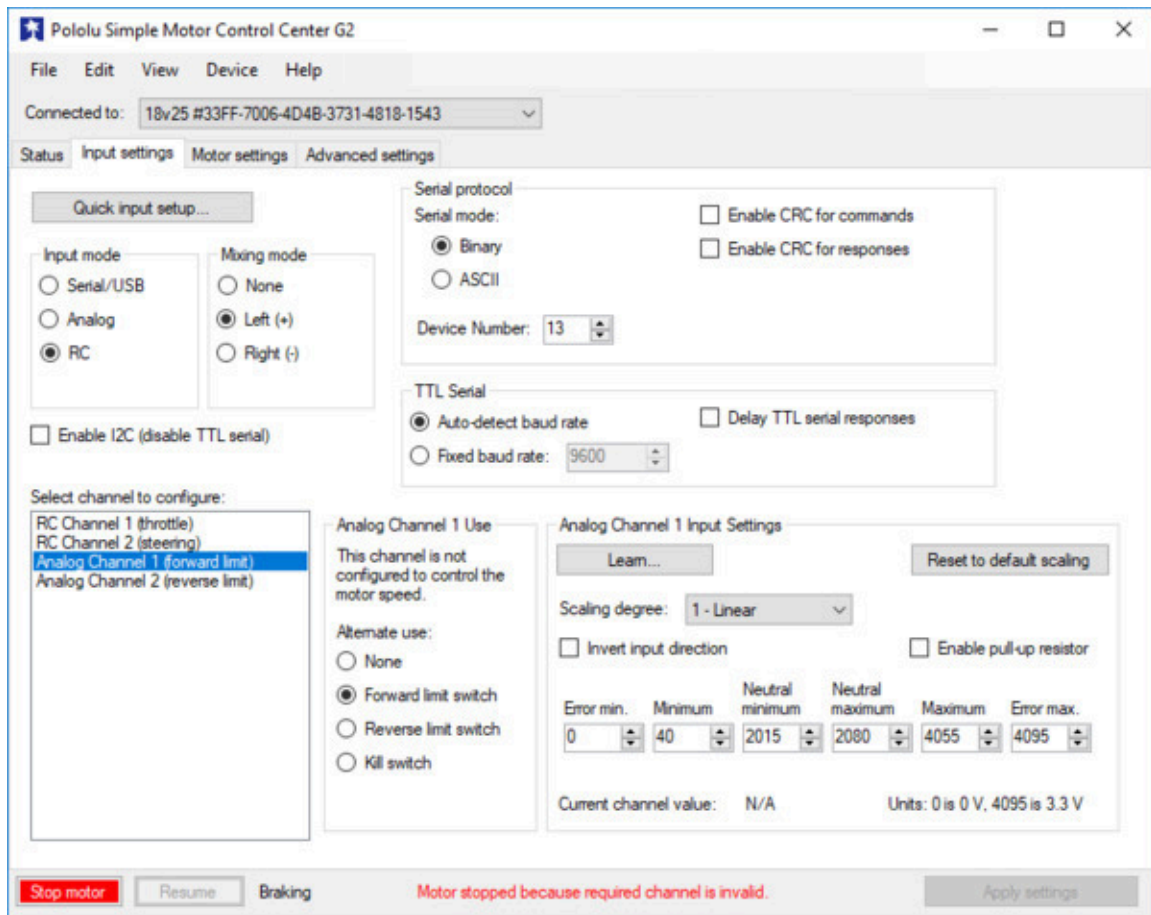 Pololu Simple Motor Control Center G2
File Edit View Device Help
Connected to: 18v25 #33FF-7006-4D4B-3731-4818-1543
Status Input settings Motor settings Advanced settings
Quick input setup...
Input mode
Serial/USB
Analog
RC
Mixing mode
None
Left (+)
Right (-)
Enable I2C (disable TTL serial)
Serial protocol
Serial mode:
Binary
ASCII
Enable CRC for commands
Enable CRC for responses
Device Number: 13
TTL Serial
Auto-detect baud rate
Fixed baud rate: 9600
Delay TTL serial responses
Select channel to configure:
RC Channel 1 (throttle)
RC Channel 2 (steering)
Analog Channel 1 (forward limit)
Analog Channel 2 (reverse limit)
Analog Channel 1 Use
This channel is not
configured to control the
motor speed.
Alternate use:
None
Forward limit switch
Reverse limit switch
Kill switch
Analog Channel 1 Input Settings
Learn... Reset to default scaling
Scaling degree: 1 - Linear
Invert input direction Enable pull-up resistor
Error min. Minimum Neutral minimum Neutral maximum Maximum Error max.
0 40 2015 2080 4055 4095
Current channel value: N/A Units: 0 is 0 V, 4095 is 3.3 V
Stop motor Resume Braking Motor stopped because required channel is invalid. Apply settings